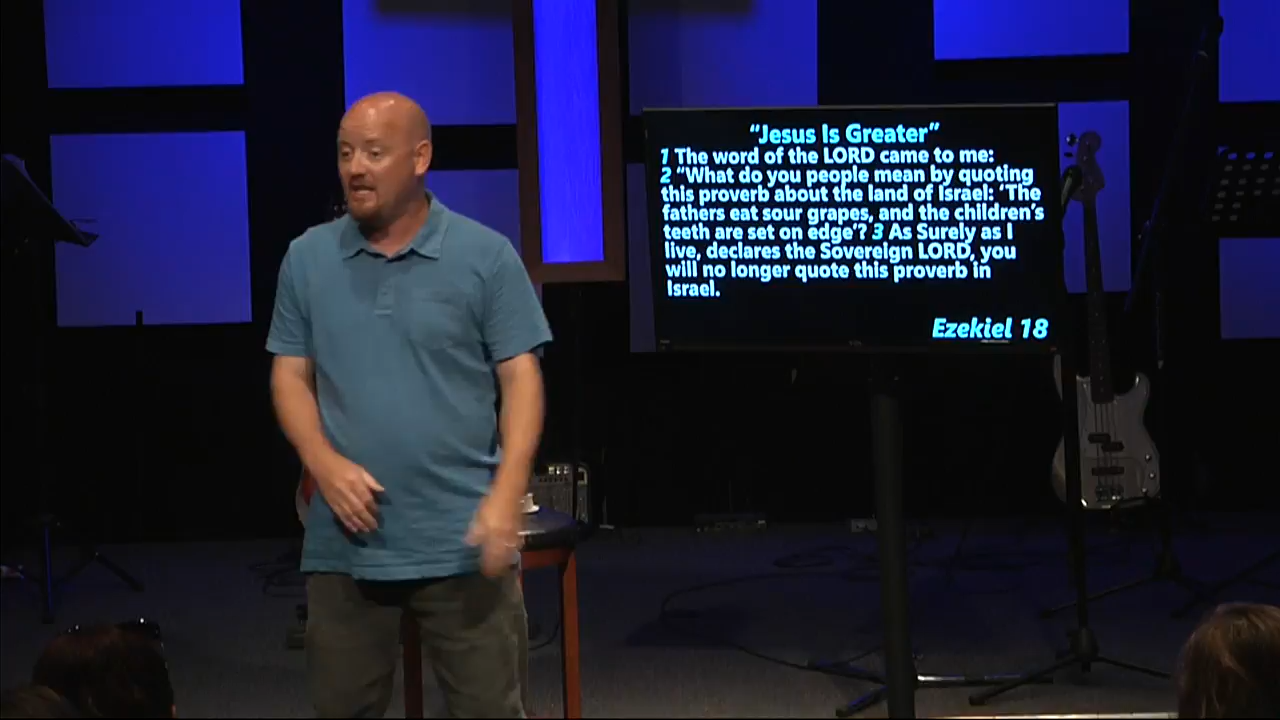 “Jesus Is Greater”
1 The word of the LORD came to me:
2 “What do you people mean by quoting
this proverb about the land of Israel: ‘The
fathers eat sour grapes, and the children’s
teeth are set on edge’? 3 As Surely as I
live, declares the Sovereign LORD, you
will no longer quote this proverb in
Israel.
Ezekiel 18